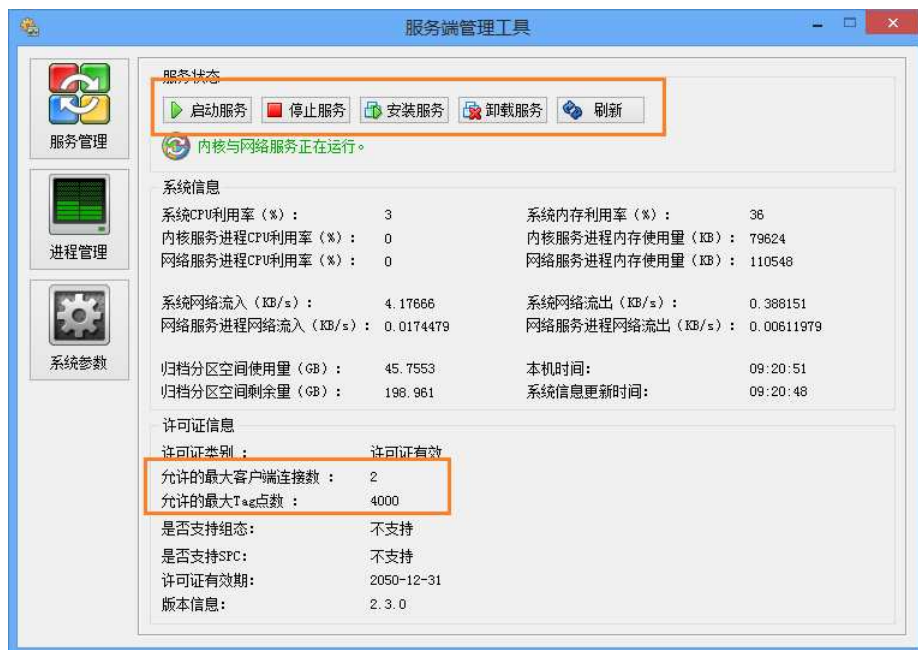 服务端管理工具
服务管理
进程管理
系统参数
服务状态
启动服务 停止服务 安装服务 卸载服务 刷新
内核与网络服务正在运行。
系统信息
系统CPU利用率(%): 3 系统内存利用率(%): 36
内核服务进程CPU利用率(%): 0 内核服务进程内存使用量(KB): 79624
网络服务进程CPU利用率(%): 0 网络服务进程内存使用量(KB): 110548
系统网络流入(KB/s): 4.17666 系统网络流出(KB/s): 0.388151
网络服务进程网络流入(KB/s): 0.0174479 网络服务进程网络流出(KB/s): 0.00611979
归档分区空间使用量(GB): 45.7553 本机时间: 09:20:51
归档分区空间剩余量(GB): 198.961 系统信息更新时间: 09:20:48
许可证信息
许可证类别: 许可证有效
允许的最大客户端连接数: 2
允许的最大Tag点数: 4000
是否支持组态: 不支持
是否支持SPC: 不支持
许可证有效期: 2050-12-31
版本信息: 2.3.0